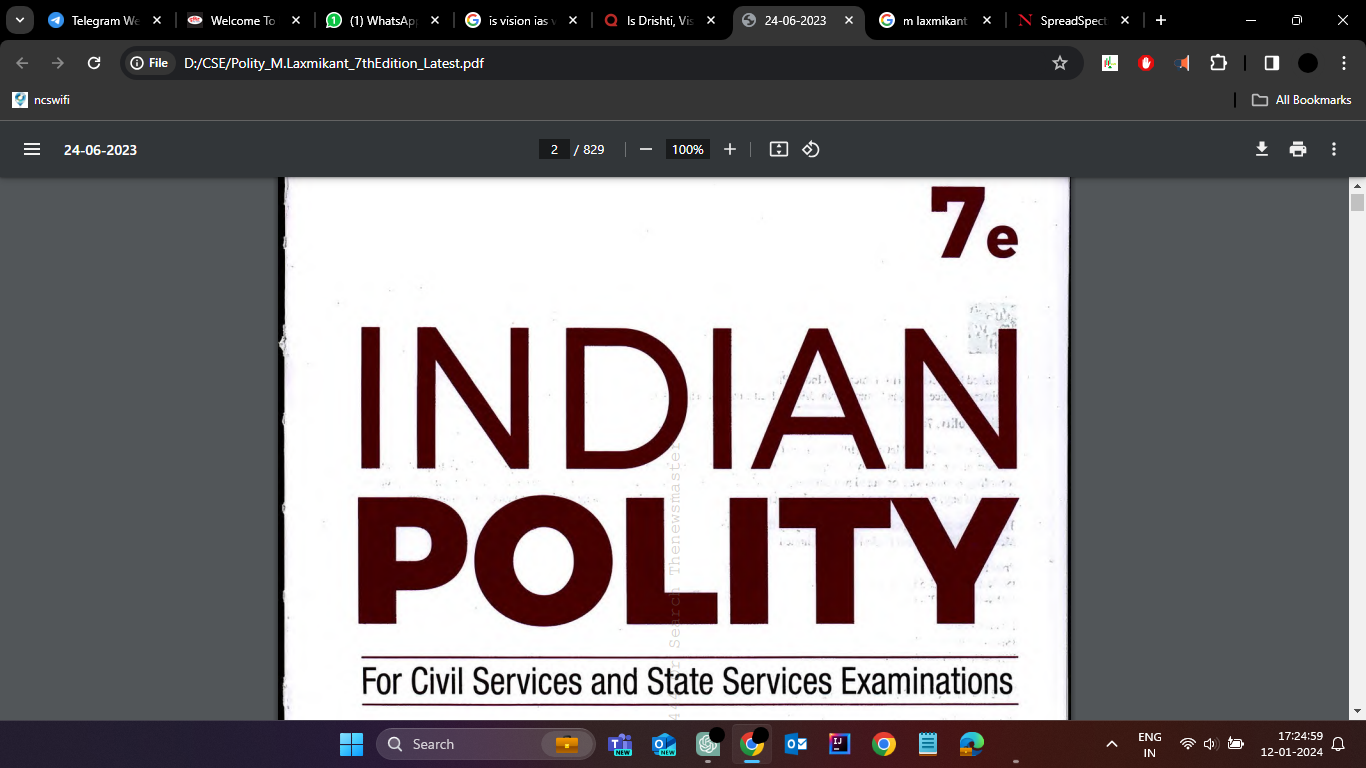 Telegram We
Welcome To
(1) WhatsAp
is vision ias v
Is Drishti, Vis
24-06-2023
m laxmikant
SpreadSpect
File
D:/CSE/Polity_M.Laxmikant_7thEdition_Latest.pdf
ncswifi
All Bookmarks
24-06-2023
2 / 829
100%
7e
INDIAN
POLITY
For Civil Services and State Services Examinations
Search Thenewsmaster
Search
NEW
NEW
ENG
IN
17:24:59
12-01-2024